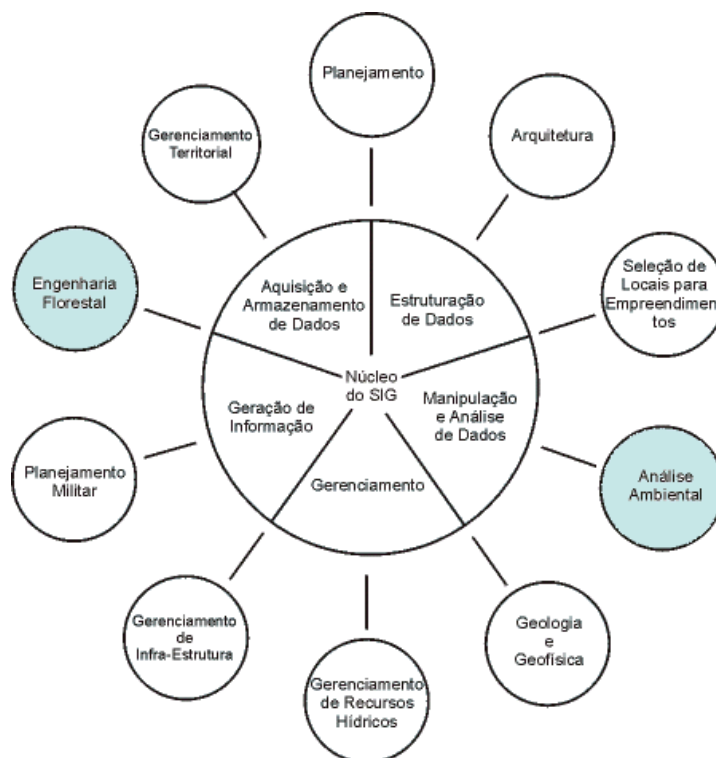 Planejamento
Arquitetura
Gerenciamento
Territorial
Seleção de
Locais para
Empreendimen
tos
Engenharia
Florestal
Aquisição e
Armazenamento
de Dados
Estruturação
de Dados
Núcleo
do SIG
Geração de
Informação
Manipulação
e Análise
de Dados
Gerenciamento
Planejamento
Militar
Análise
Ambiental
Gerenciamento
de
Infra-Estrutura
Gerenciamento
de Recursos
Hídricos
Geologia
e
Geofísica